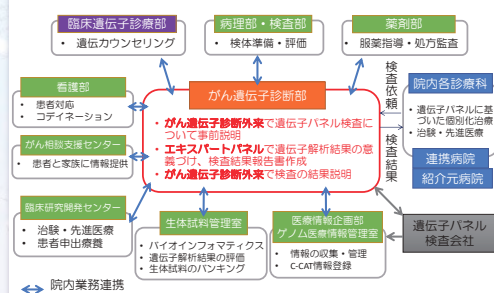 臨床遺伝子診療部
・ 遺伝カウンセリング
病理部・検査部
・ 検体準備・評価
薬剤部
・ 服薬指導・処方監査
看護部
・ 患者対応
・ コーディネーション
がん相談支援センター
・ 患者と家族に情報提供
臨床研究開発センター
・ 治験・先進医療
・ 患者申出療養
がん遺伝子診断部
・ がん遺伝子診断外来で遺伝子パネル検査に
ついて事前説明
・ エキスパートパネルで遺伝子解析結果の意
義づけ、検査結果報告書作成
・ がん遺伝子診断外来で検査の結果説明
検査依頼
検査結果
院内各診療科
・ 遺伝子パネルに基
づいた個別化治療
・ 治験・先進医療
連携病院
紹介元病院
生体試料管理室
・ バイオインフォマティクス
・ 遺伝子解析結果の評価
・ 生体試料のバンキング
医療情報企画部
ゲノム医療情報管理室
・ 情報の収集・管理
・ C-CAT情報登録
遺伝子パネル
検査会社
院内業務連携